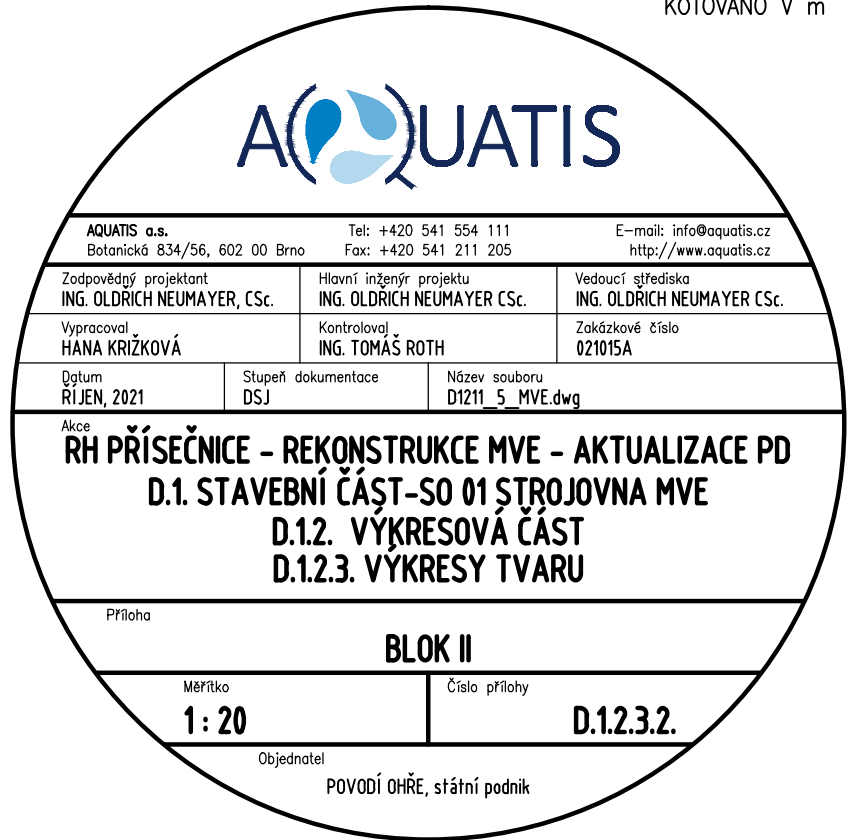 KÓTOVÁNO V m
AQUATIS
AQUATIS a.s. Tel: +420 541 554 111 E-mail: info@aquatis.cz
Botanická 834/56, 602 00 Brno Fax: +420 541 211 205 http://www.aquatis.cz
Zodpovědný projektant Hlavní inženýr projektu Vedoucí střediska
ING. OLDŘICH NEUMAYER, CSc. ING. OLDŘICH NEUMAYER CSc. ING. OLDŘICH NEUMAYER CSc.
Vypracoval Kontroloval Zakázkové číslo
HANA KRIŽKOVÁ ING. TOMÁŠ ROTH 021015A
Datum Stupeň dokumentace Název souboru
ŘÍJEN, 2021 DSJ D1211_5_MVE.dwg
Akce
RH PŘÍSEČNICE - REKONSTRUKCE MVE - AKTUALIZACE PD
D.1. STAVEBNÍ ČÁST-SO 01 STROJOVNA MVE
D.1.2. VÝKRESOVÁ ČÁST
D.1.2.3. VÝKRESY TVARU
Příloha
BLOK II
Měřítko Číslo přílohy
1 : 20 D.1.2.3.2.
Objednatel
POVODÍ OHŘE, státní podnik